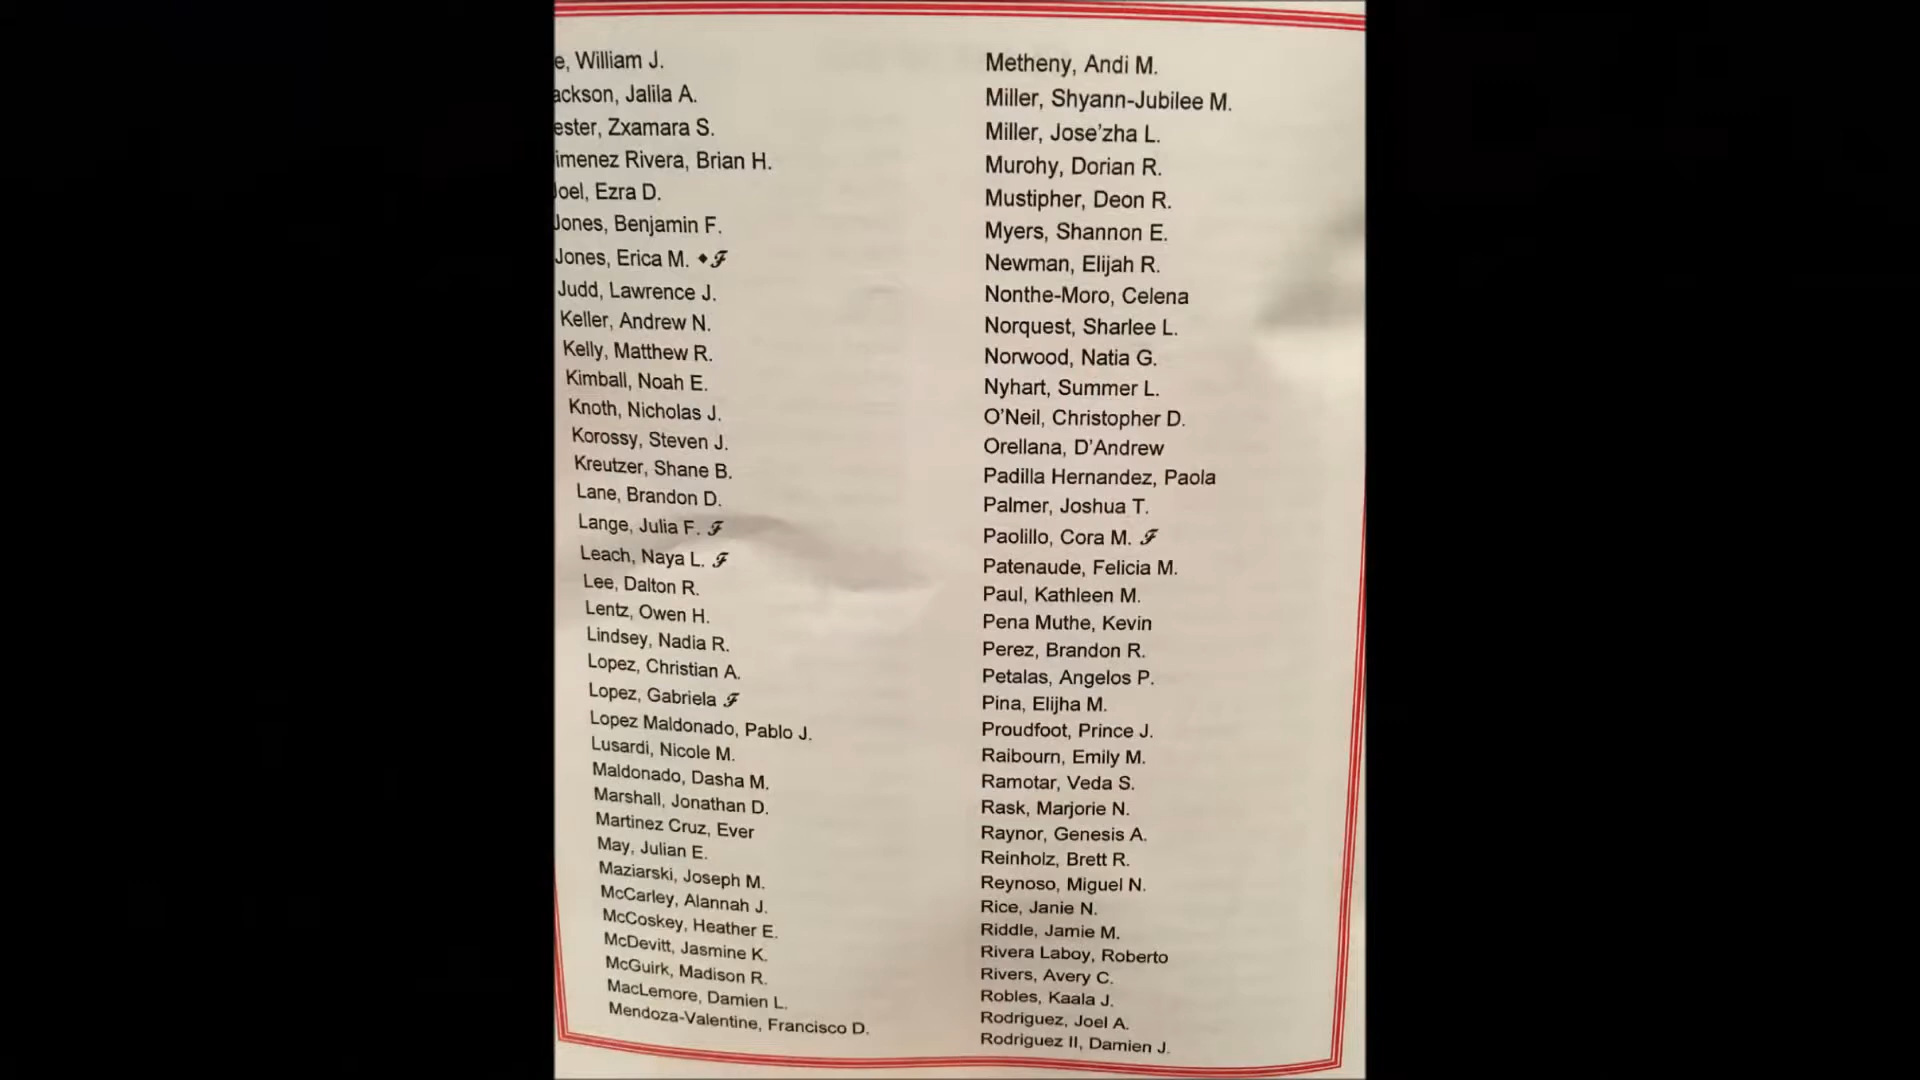 e, William J.
ackson, Jalila A.
ester, Zxamara S.
imenez Rivera, Brian H.
Joel, Ezra D.
Jones, Benjamin F.
Jones, Erica M. ◆ℱ
Judd, Lawrence J.
Keller, Andrew N.
Kelly, Matthew R.
Kimball, Noah E.
Knoth, Nicholas J.
Korossy, Steven J.
Kreutzer, Shane B.
Lane, Brandon D.
Lange, Julia F. ℱ
Leach, Naya L. ℱ
Lee, Dalton R.
Lentz, Owen H.
Lindsey, Nadia R.
Lopez, Christian A.
Lopez, Gabriela ℱ
Lopez Maldonado, Pablo J.
Lusardi, Nicole M.
Maldonado, Dasha M.
Marshall, Jonathan D.
Martinez Cruz, Ever
May, Julian E.
Maziarski, Joseph M.
McCarley, Alannah J.
McCoskey, Heather E.
McDevitt, Jasmine K.
McGuirk, Madison R.
MacLemore, Damien L.
Mendoza-Valentine, Francisco D.
Metheny, Andi M.
Miller, Shyann-Jubilee M.
Miller, Jose’zha L.
Murohy, Dorian R.
Mustipher, Deon R.
Myers, Shannon E.
Newman, Elijah R.
Nonthe-Moro, Celena
Norquest, Sharlee L.
Norwood, Natia G.
Nyhart, Summer L.
O’Neil, Christopher D.
Orellana, D’Andrew
Padilla Hernandez, Paola
Palmer, Joshua T.
Paolillo, Cora M. ℱ
Patenaude, Felicia M.
Paul, Kathleen M.
Pena Muthe, Kevin
Perez, Brandon R.
Petalas, Angelos P.
Pina, Elijha M.
Proudfoot, Prince J.
Raibourn, Emily M.
Ramotar, Veda S.
Rask, Marjorie N.
Raynor, Genesis A.
Reinholz, Brett R.
Reynoso, Miguel N.
Rice, Janie N.
Riddle, Jamie M.
Rivera Laboy, Roberto
Rivers, Avery C.
Robles, Kaala J.
Rodriguez, Joel A.
Rodriguez II, Damien J.